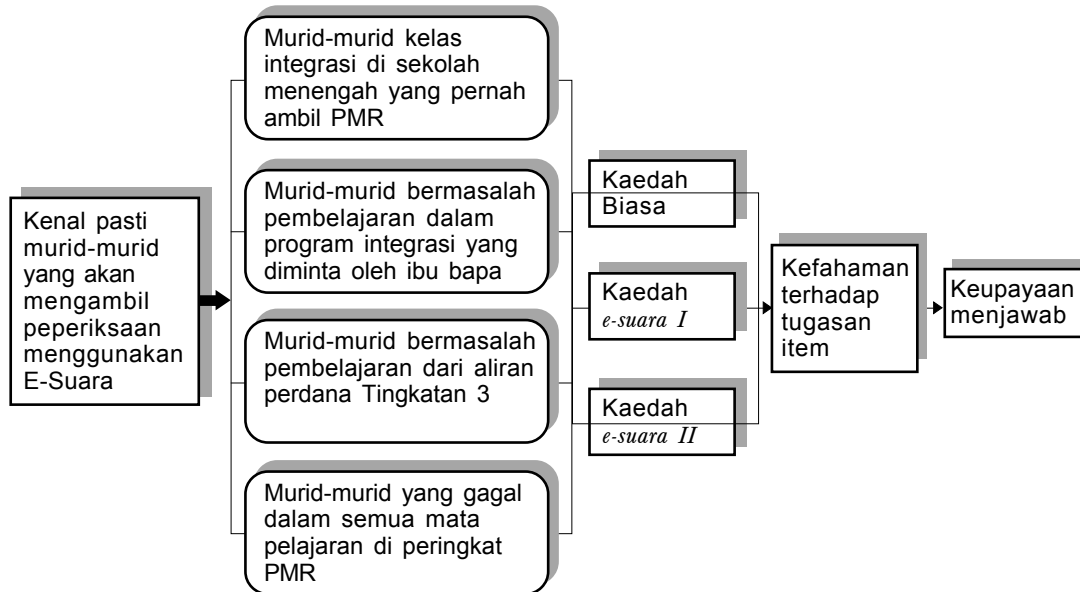 Kenal pasti
murid-murid
yang akan
mengambil
peperiksaan
menggunakan
E-Suara
Murid-murid kelas
integrasi di sekolah
menengah yang pernah
ambil PMR
Murid-murid bermasalah
pembelajaran dalam
program integrasi yang
diminta oleh ibu bapa
Murid-murid bermasalah
pembelajaran dari aliran
perdana Tingkatan 3
Murid-murid yang gagal
dalam semua mata
pelajaran di peringkat
PMR
Kaedah
Biasa
Kaedah
e-suara I
Kaedah
e-suara II
Kefahaman
terhadap
tugasan
item
Keupayaan
menjawab